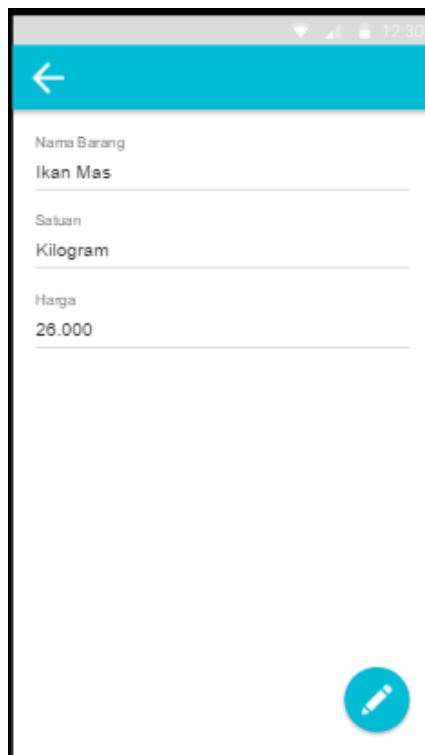 12:30
Nama Barang
Ikan Mas
Satuan
Kilogram
Harga
26.000